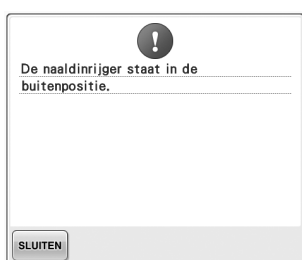 De naaldinrijger staat in de
buitenpositie.
SLUITEN